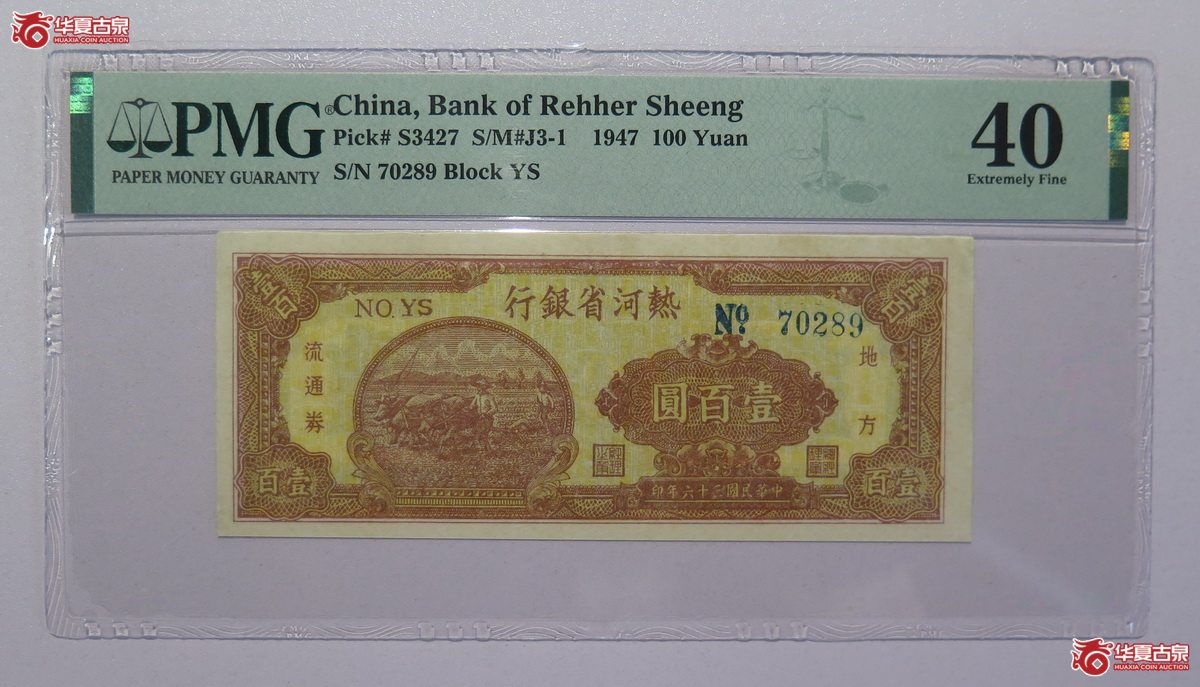 华夏古泉
HUAXIA COIN AUCTION
PMG®
PAPER MONEY GUARANTY
China, Bank of Rehher Sheeng
Pick# S3427 S/M#J3-1 1947 100 Yuan
S/N 70289 Block YS
40
Extremely Fine
壹百
壹百
NO. YS
行銀省河熱
Nº 70289
流通券
圓百壹
地方
百壹
印年六十三國民華中
百壹
华夏古泉
HUAXIA COIN AUCTION